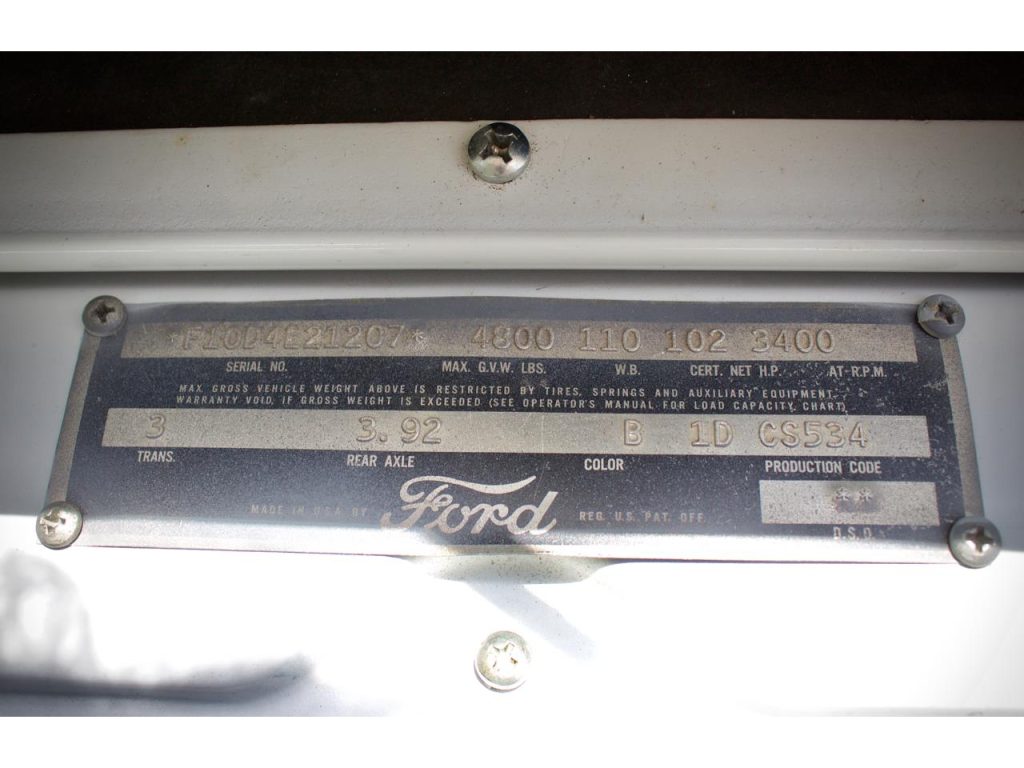 *F10D4E21207* 4800 110 102 3400
SERIAL NO. MAX. G.V.W. LBS. W.B. CERT. NET H.P. AT-R.P.M.
MAX. GROSS VEHICLE WEIGHT ABOVE IS RESTRICTED BY TIRES, SPRINGS AND AUXILIARY EQUIPMENT.
WARRANTY VOID, IF GROSS WEIGHT IS EXCEEDED (SEE OPERATOR'S MANUAL FOR LOAD CAPACITY CHART)
3 3.92 B 1D CS534
TRANS. REAR AXLE COLOR PRODUCTION CODE
**
MADE IN U.S.A. BY Ford REG. U.S. PAT. OFF.
D.S.O.